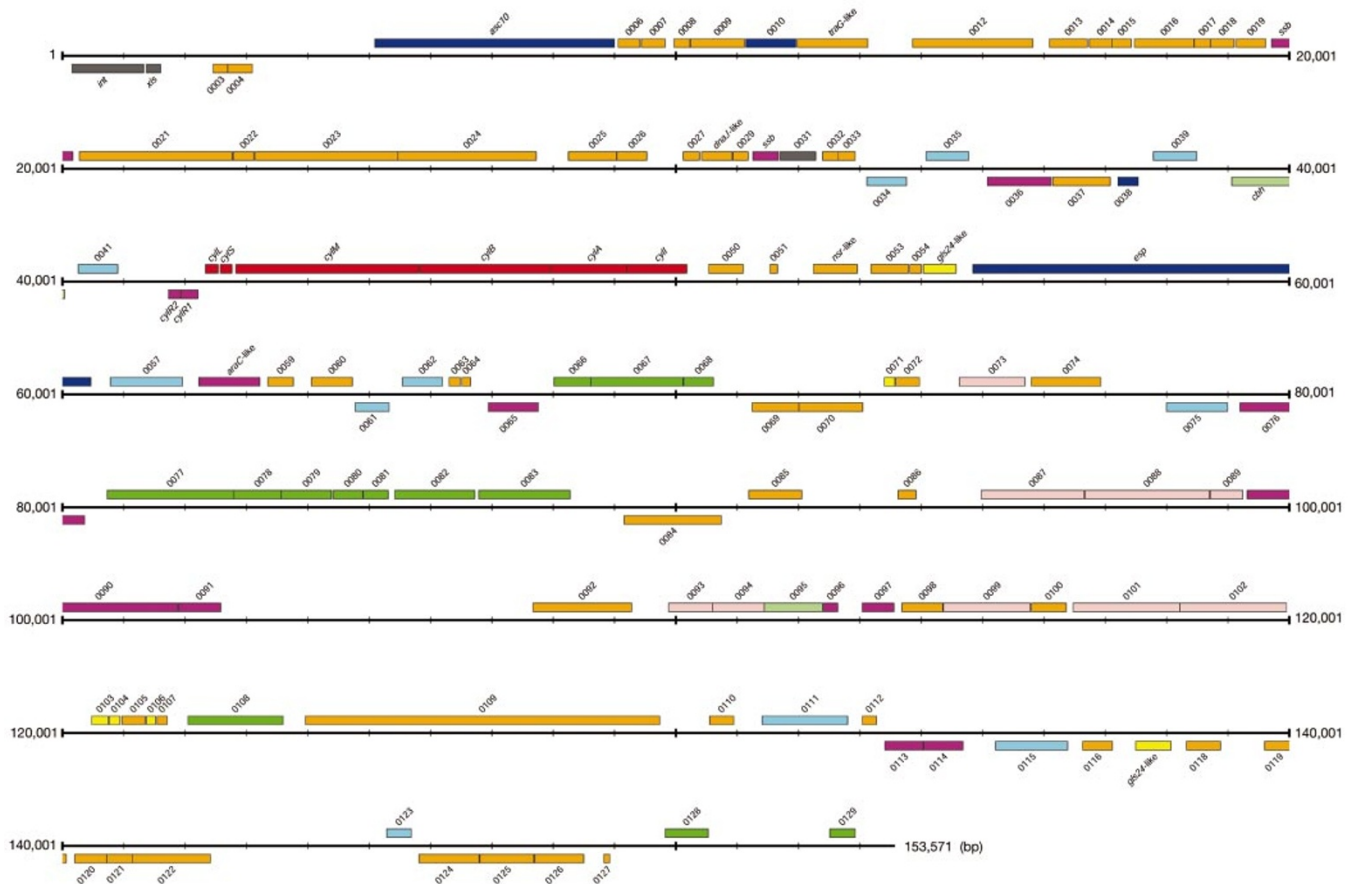 asc10 0006 0007 0008 0009 0010 traG-like 0012 0013 0014 0015 0016 0017 0018 0019 ssb
1 20,001
int xis 0003 0004
0021 0022 0023 0024 0025 0026 0027 dnaJ-like 0029 ssb 0031 0032 0033 0035 0039
20,001 40,001
0034 0036 0037 0038 cbh
0041 cylL cylS cylM cylB cylA cylI 0050 0051 nsr-like 0053 0054 gls24-like esp
40,001 60,001
cylR2 cylR1
0057 araC-like 0059 0060 0062 0063 0064 0066 0067 0068 0071 0072 0073 0074
60,001 80,001
0061 0065 0069 0070 0075 0076
0077 0078 0079 0080 0081 0082 0083 0085 0086 0087 0088 0089
80,001 100,001
0084
0090 0091 0092 0093 0094 0095 0096 0097 0098 0099 0100 0101 0102
100,001 120,001
0103 0104 0105 0106 0107 0108 0109 0110 0111 0112
120,001 140,001
0113 0114 0115 0116 gls24-like 0118 0119
0123 0128 0129
140,001 153,571 (bp)
0120 0121 0122 0124 0125 0126 0127